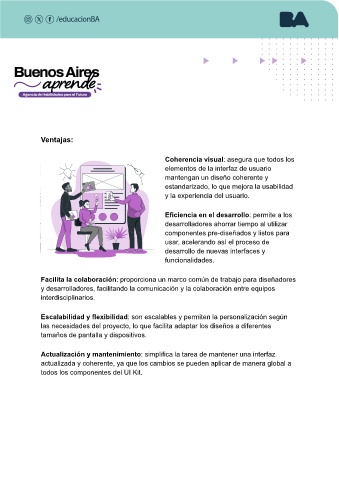 /educacionBA
BA
Buenos Aires
aprende
Agencia de Habilidades para el Futuro
Ventajas:
Coherencia visual: asegura que todos los
elementos de la interfaz de usuario
mantengan un diseño coherente y
estandarizado, lo que mejora la usabilidad
y la experiencia del usuario.
Eficiencia en el desarrollo: permite a los
desarrolladores ahorrar tiempo al utilizar
componentes pre-diseñados y listos para
usar, acelerando así el proceso de
desarrollo de nuevas interfaces y
funcionalidades.
Facilita la colaboración: proporciona un marco común de trabajo para diseñadores
y desarrolladores, facilitando la comunicación y la colaboración entre equipos
interdisciplinarios.
Escalabilidad y flexibilidad: son escalables y permiten la personalización según
las necesidades del proyecto, lo que facilita adaptar los diseños a diferentes
tamaños de pantalla y dispositivos.
Actualización y mantenimiento: simplifica la tarea de mantener una interfaz
actualizada y coherente, ya que los cambios se pueden aplicar de manera global a
todos los componentes del UI Kit.